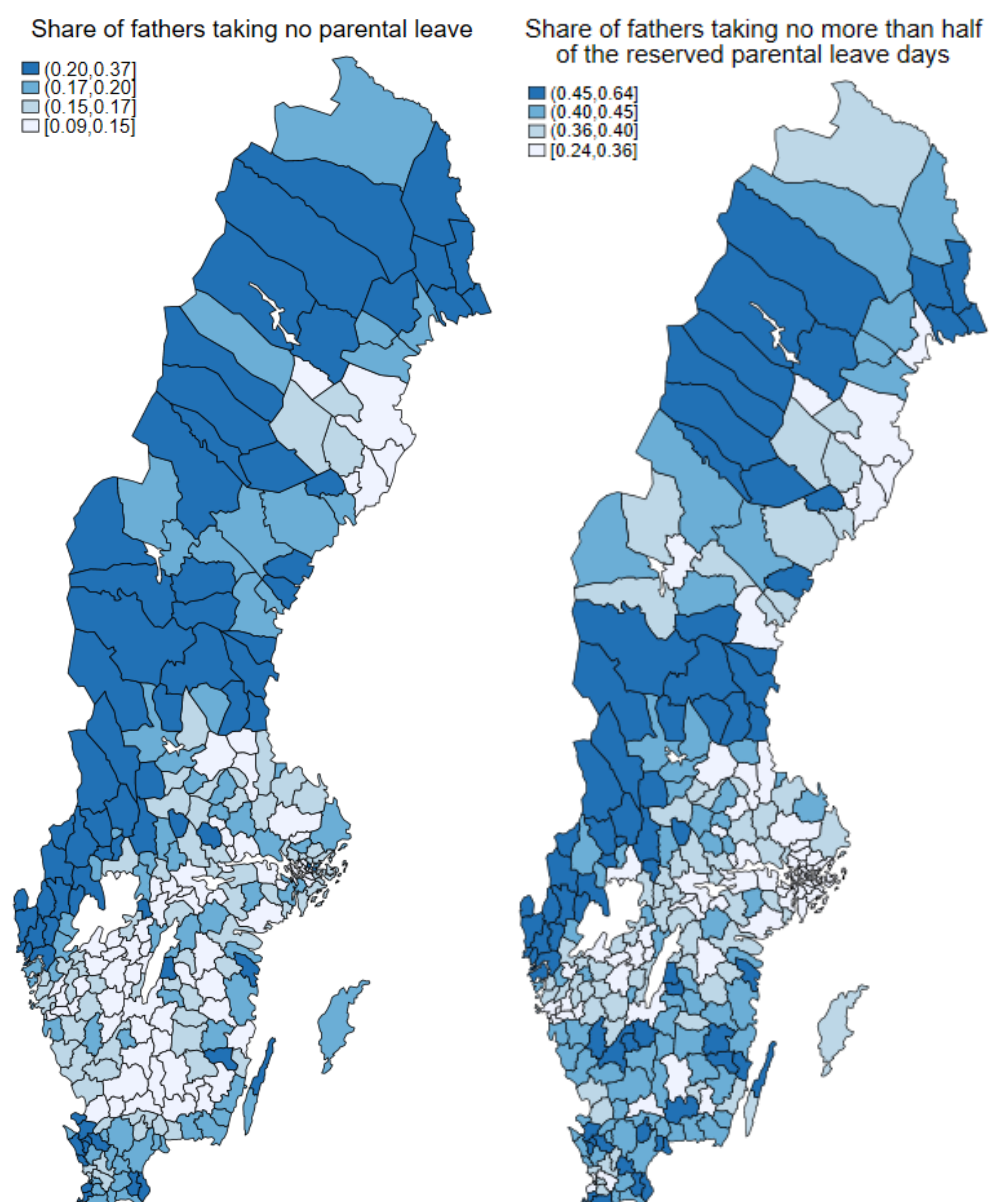 Share of fathers taking no parental leave
(0.20,0.37]
(0.17,0.20]
(0.15,0.17]
[0.09,0.15]
Share of fathers taking no more than half
of the reserved parental leave days
(0.45,0.64]
(0.40,0.45]
(0.36,0.40]
[0.24,0.36]